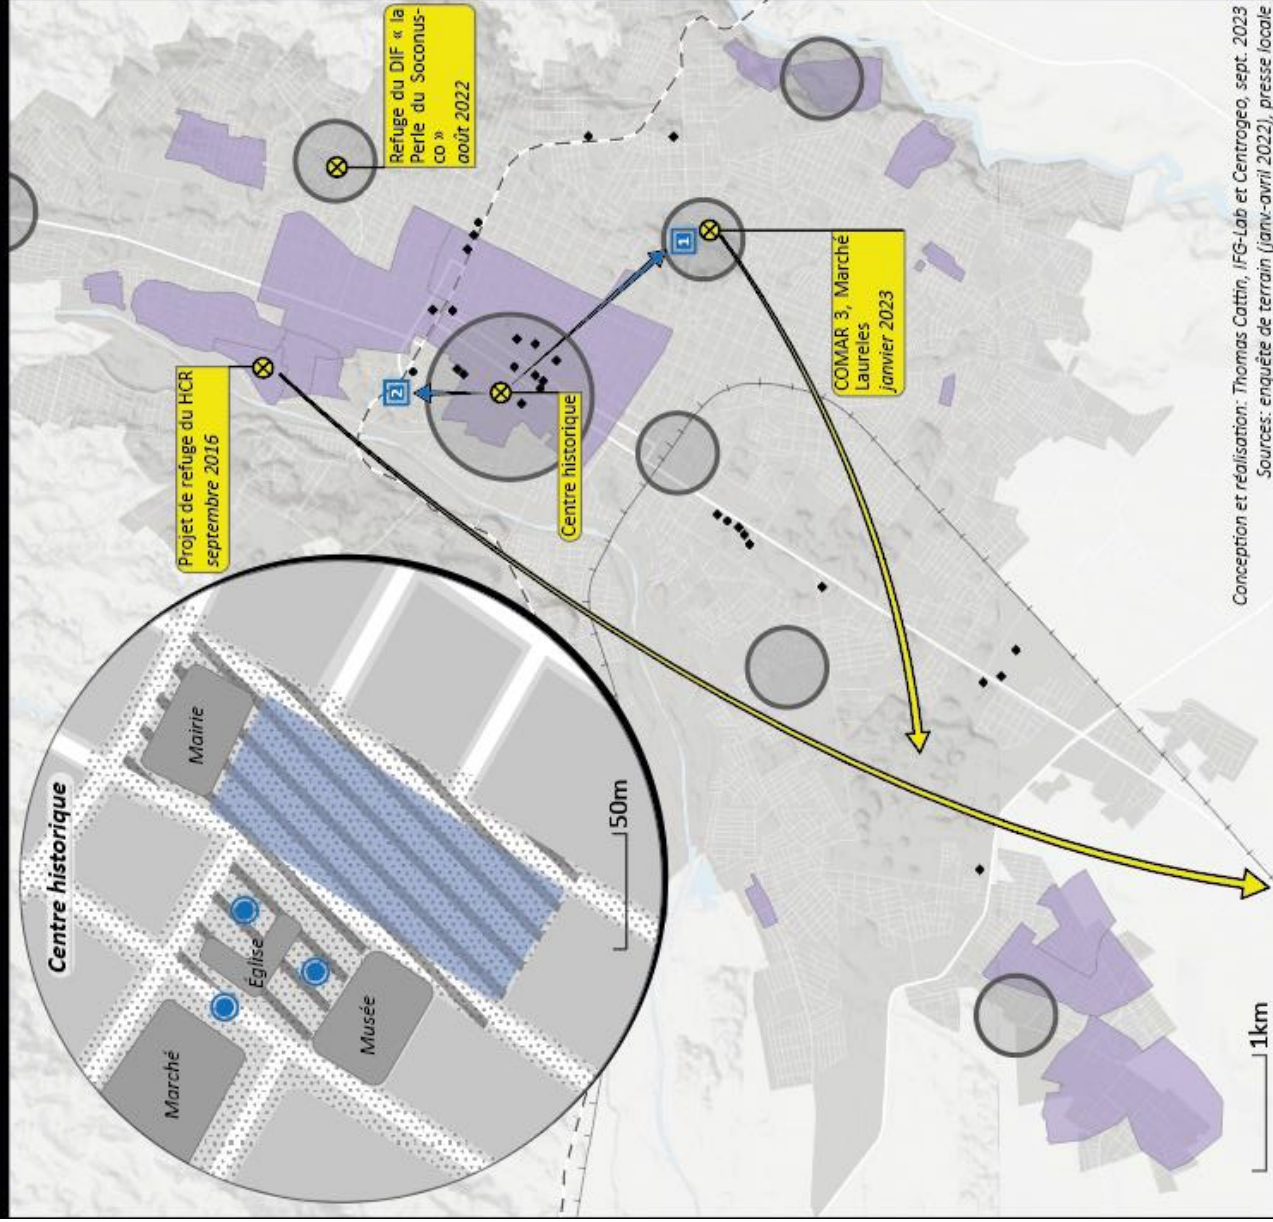 Centre historique
Mairie
Église
Marché
Musée
50m
Projet de refuge du HCR
septembre 2016
Refuge du DIF « la
Perle du Soconus-
co »
août 2022
2
1
Centre historique
COMAR 3, Marché
Laureles
janvier 2023
1km
Conception et réalisation: Thomas Cattin, IFG-Lab et Centrogeo, sept. 2023
Sources: enquête de terrain (janv-avril 2022), presse locale